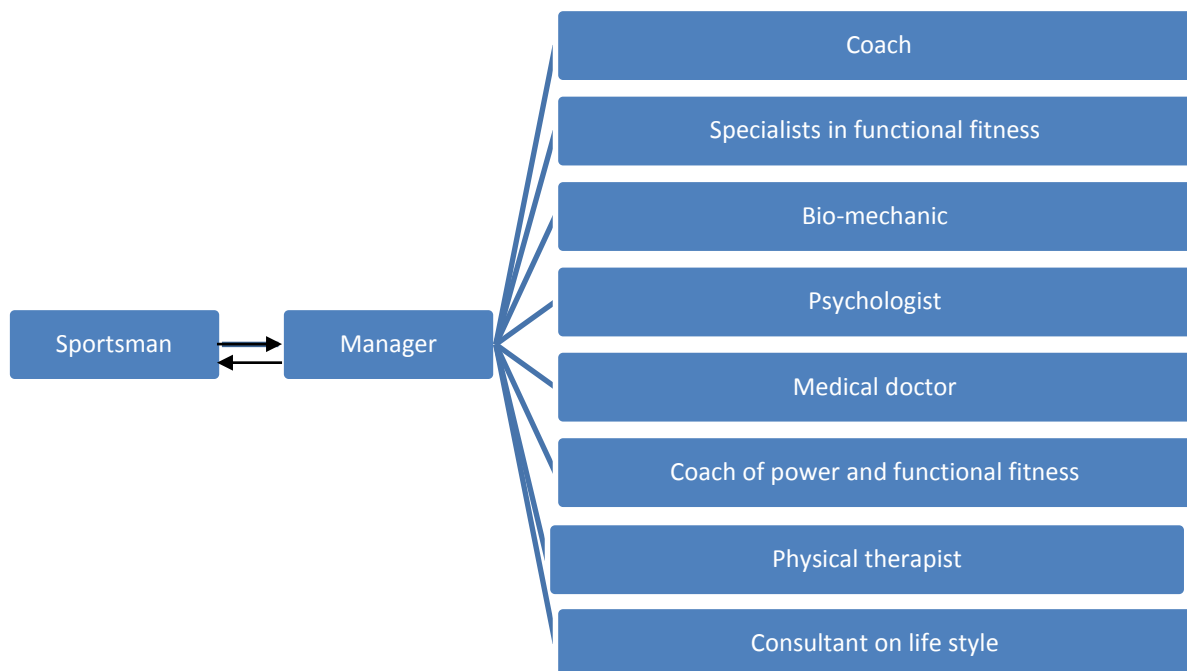 Coach
Specialists in functional fitness
Bio-mechanic
Psychologist
Sportsman
Manager
Medical doctor
Coach of power and functional fitness
Physical therapist
Consultant on life style